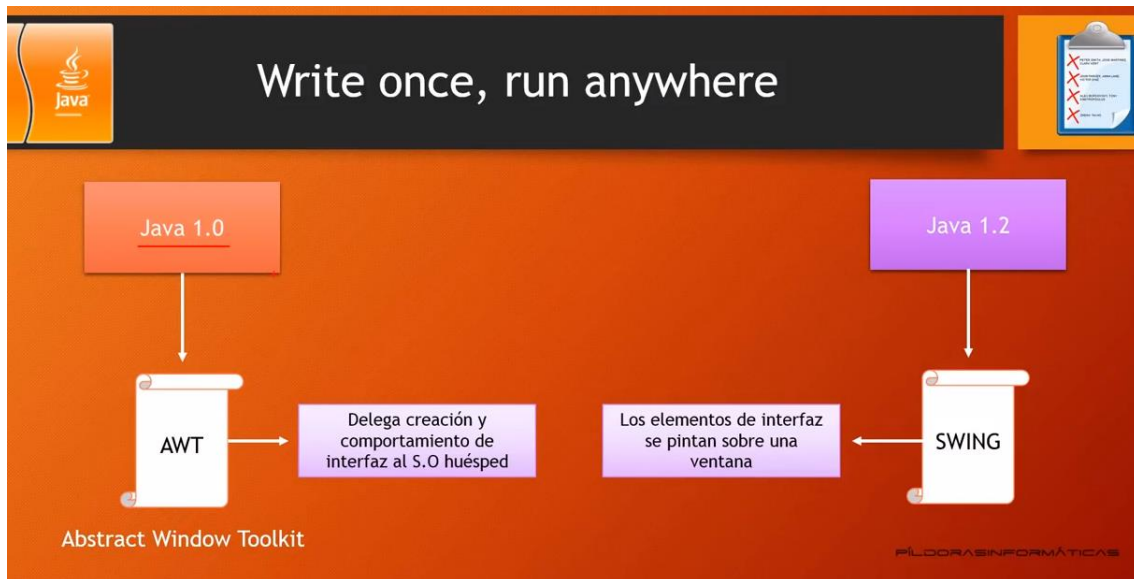 Java
Write once, run anywhere
Java 1.0
Java 1.2
AWT
Delega creación y
comportamiento de
interfaz al S.O huésped
Los elementos de interfaz
se pintan sobre una
ventana
SWING
Abstract Window Toolkit
PÍLDORASINFORMÁTICAS